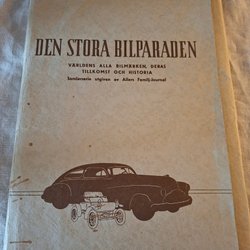 DEN STORA BILPARADEN
VÄRLDENS ALLA BILMÄRKEN, DERAS
TILLKOMST OCH HISTORIA
Samlarserie utgiven av Allers Familj-Journal